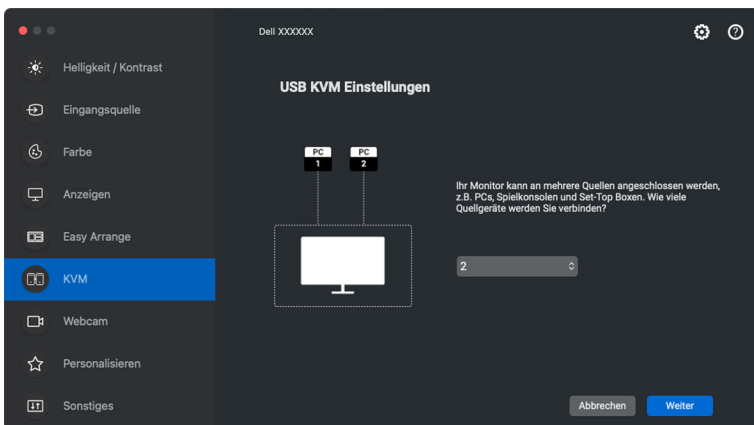 Dell XXXXXX
Helligkeit / Kontrast
Eingangsquelle
Farbe
Anzeigen
Easy Arrange
KVM
Webcam
Personalisieren
Sonstiges
USB KVM Einstellungen
PC
1
PC
2
Ihr Monitor kann an mehrere Quellen angeschlossen werden,
z.B. PCs, Spielkonsolen und Set-Top Boxen. Wie viele
Quellgeräte werden Sie verbinden?
2
Abbrechen
Weiter